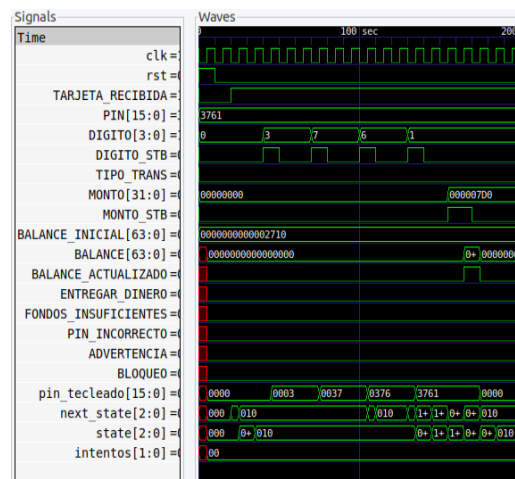 Signals Waves
Time 0 100 sec 200
clk =
rst =
TARJETA_RECIBIDA =
PIN[15:0] = 3761
DIGITO[3:0] = 0 3 7 6 1
DIGITO_STB =
TIPO_TRANS =
MONTO[31:0] = 00000000 000007D0
MONTO_STB =
BALANCE_INICIAL[63:0] = 0000000000002710
BALANCE[63:0] = 0000000000000000 0+ 000000
BALANCE_ACTUALIZADO =
ENTREGAR_DINERO =
FONDOS_INSUFICIENTES =
PIN_INCORRECTO =
ADVERTENCIA =
BLOQUEO =
pin_tecleado[15:0] = 0000 0003 0037 0376 3761 0000
next_state[2:0] = 000 010 010 1+ 1+ 0+ 0+ 010
state[2:0] = 000 0+ 010 0+ 1+ 1+ 0+ 0+ 010
intentos[1:0] = 00